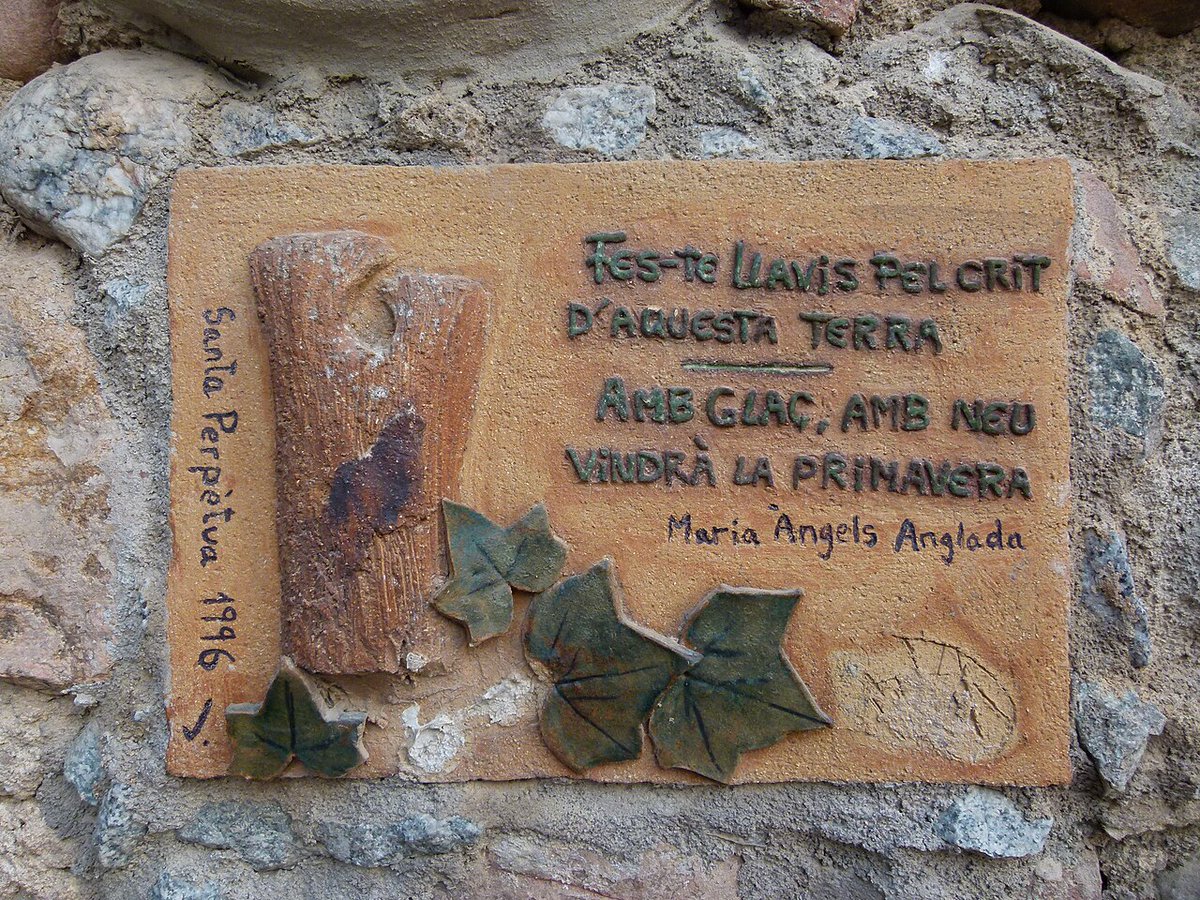 Fes-te llavis pel crit
d'aquesta terra
Amb glaç, amb neu
vindrà la primavera
Maria Àngels Anglada
Santa Perpètua 1996